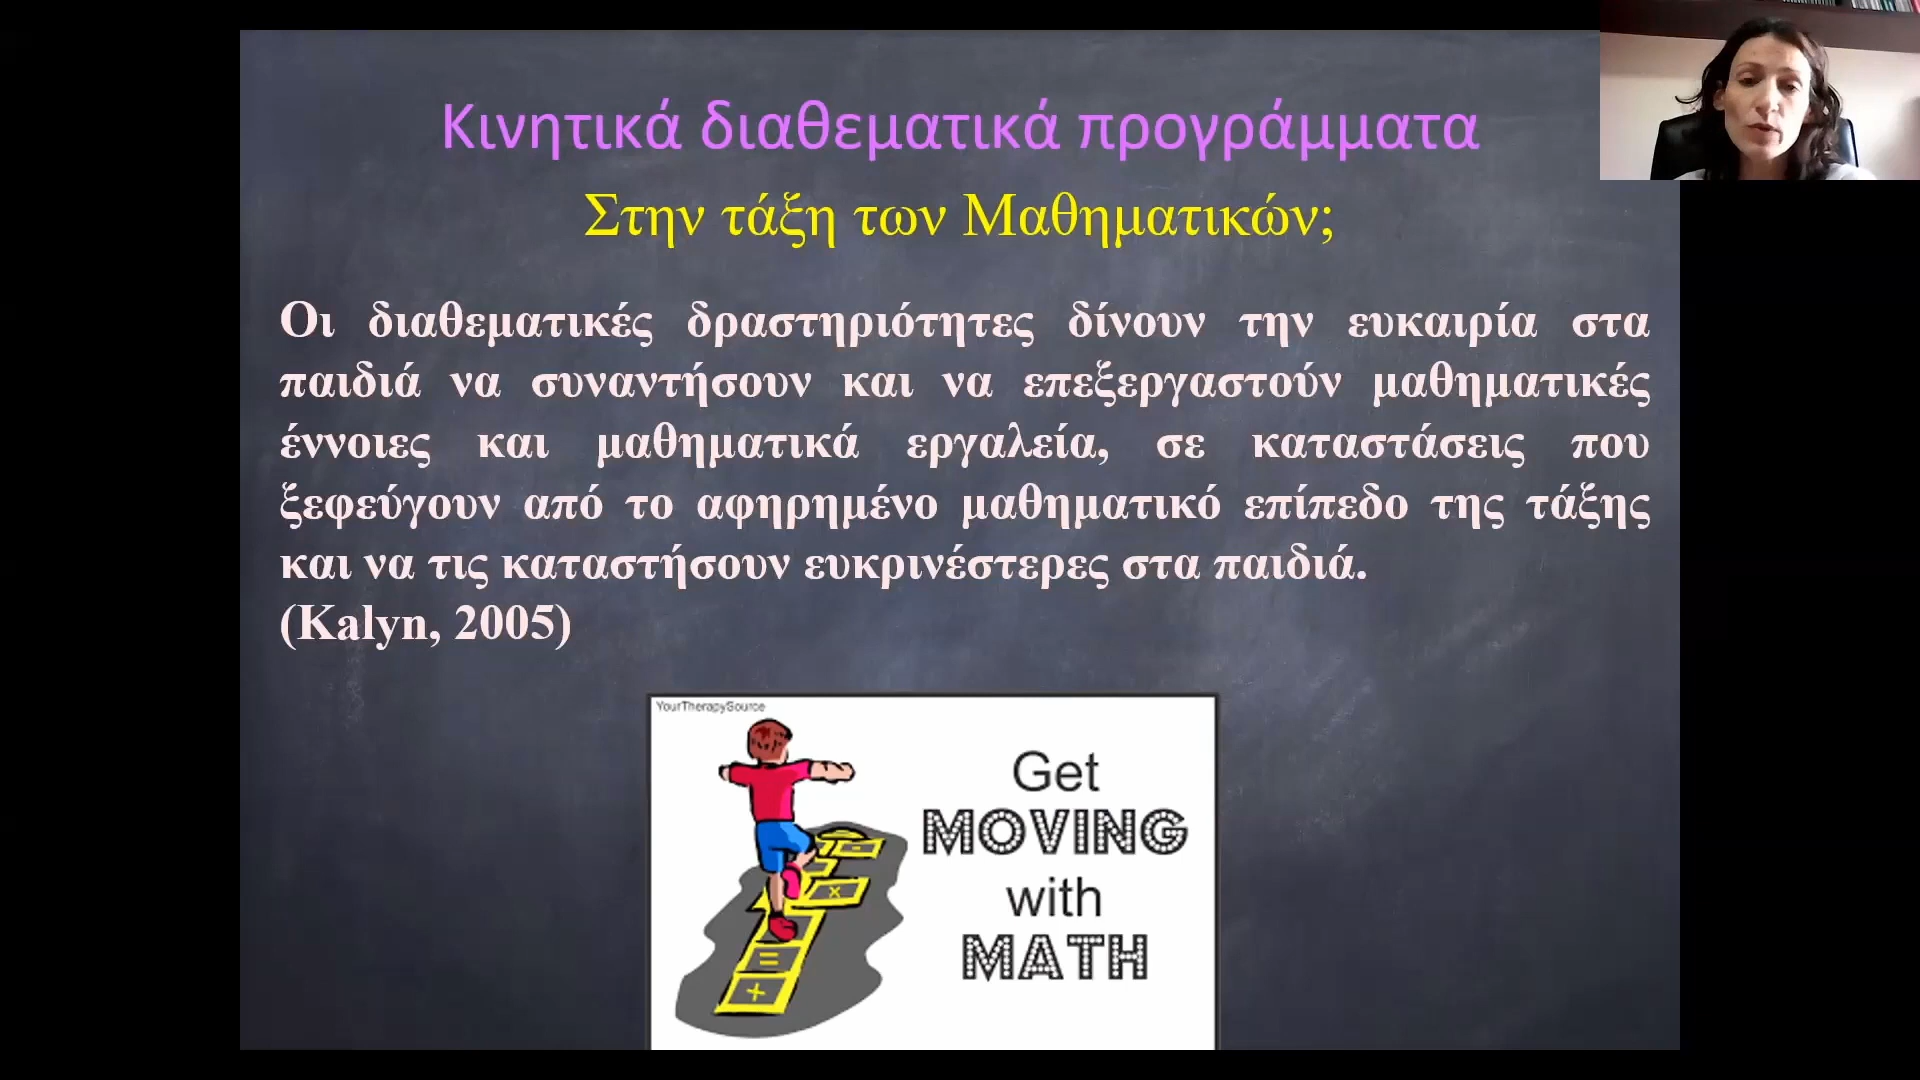 Κινητικά διαθεματικά προγράμματα
Στην τάξη των Μαθηματικών;
Οι διαθεματικές δραστηριότητες δίνουν την ευκαιρία στα
παιδιά να συναντήσουν και να επεξεργαστούν μαθηματικές
έννοιες και μαθηματικά εργαλεία, σε καταστάσεις που
ξεφεύγουν από το αφηρημένο μαθηματικό επίπεδο της τάξης
και να τις καταστήσουν ευκρινέστερες στα παιδιά.
(Kalyn, 2005)
YourTherapySource
Get
MOVING
with
MATH
-
x
=
+